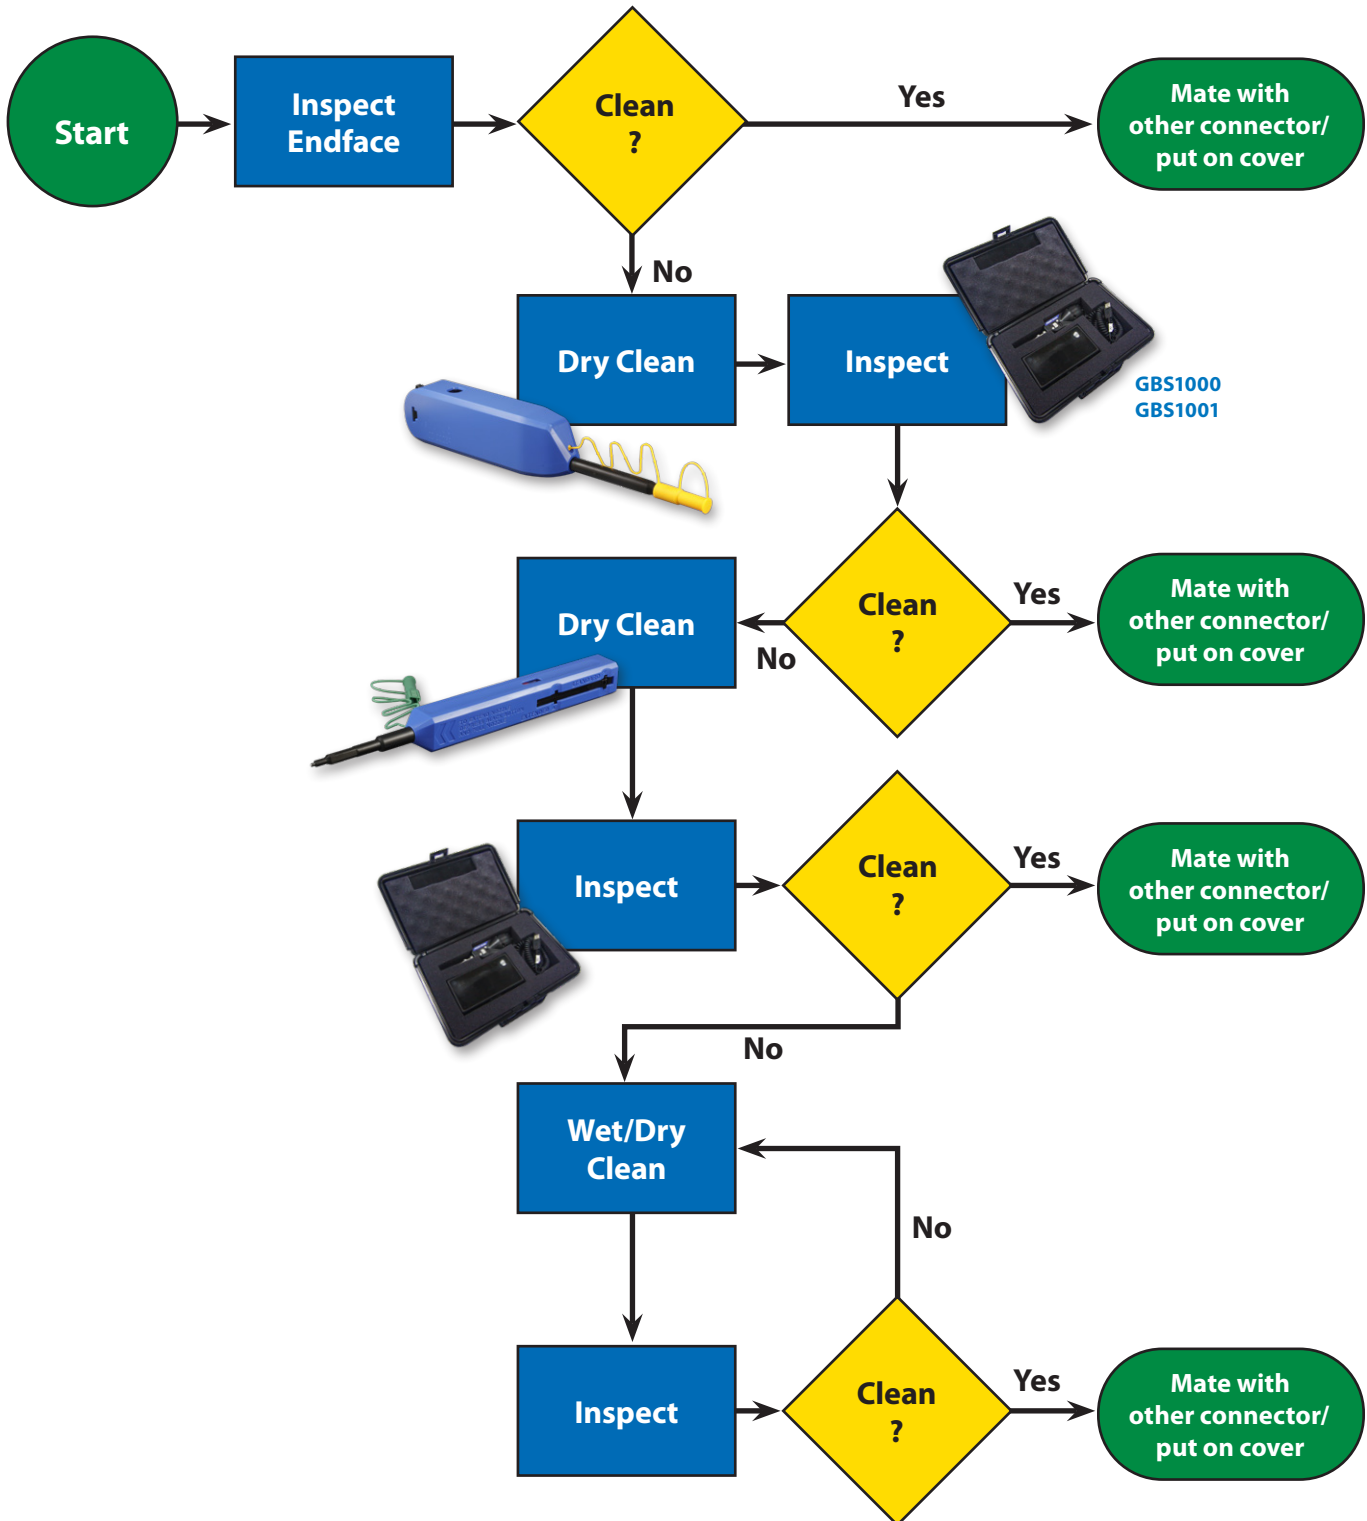 Start
Inspect
Endface
Clean
?
Yes
Mate with
other connector/
put on cover
No
Dry Clean
Inspect
GBS1000
GBS1001
Clean
?
Yes
Mate with
other connector/
put on cover
No
Dry Clean
Inspect
Clean
?
Yes
Mate with
other connector/
put on cover
No
Wet/Dry
Clean
No
Inspect
Clean
?
Yes
Mate with
other connector/
put on cover